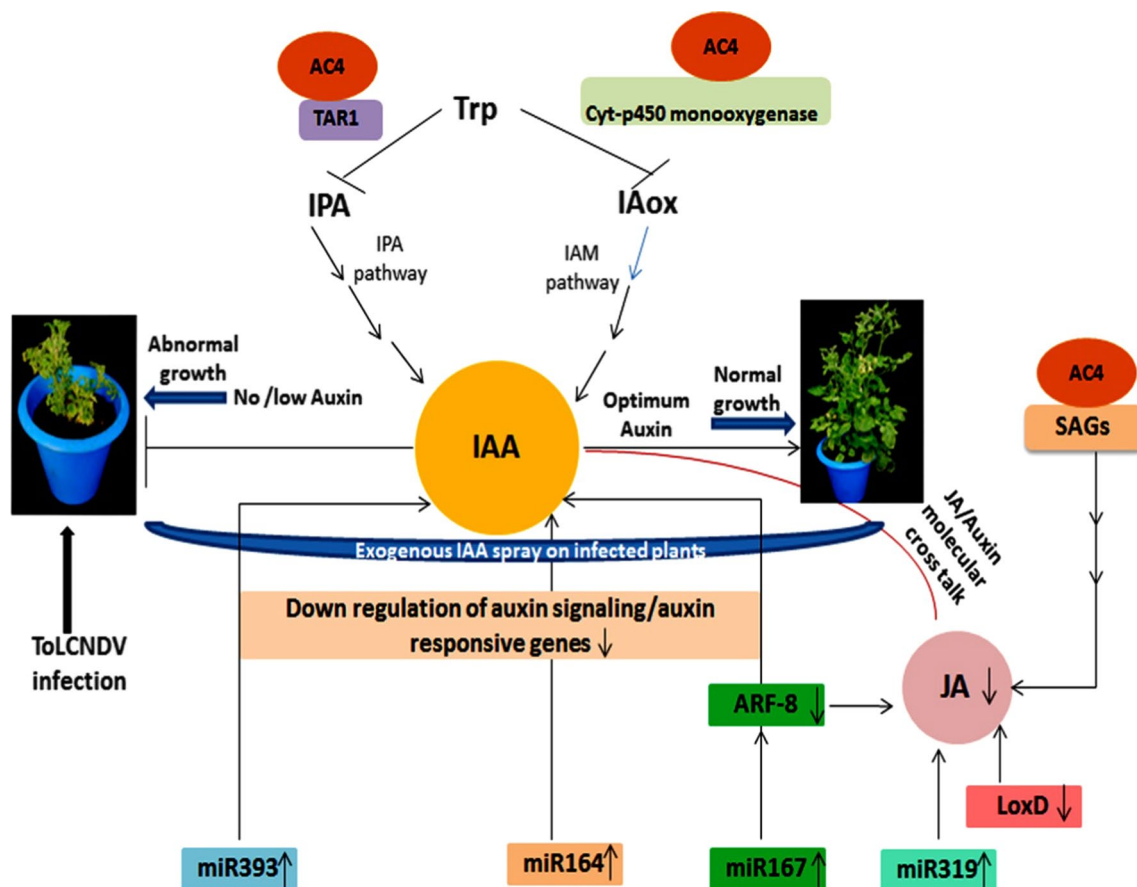 AC4
TAR1
Trp
AC4
Cyt-p450 monooxygenase
IPA
IAox
IPA
pathway
IAM
pathway
Abnormal
growth
No /low Auxin
IAA
Optimum
Auxin
Normal
growth
AC4
SAGs
JA/Auxin
molecular
cross talk
Exogenous IAA spray on infected plants
Down regulation of auxin signaling/auxin
responsive genes ↓
ToLCNDV
infection
ARF-8 ↓
JA ↓
LoxD ↓
miR393↑
miR164↑
miR167↑
miR319↑